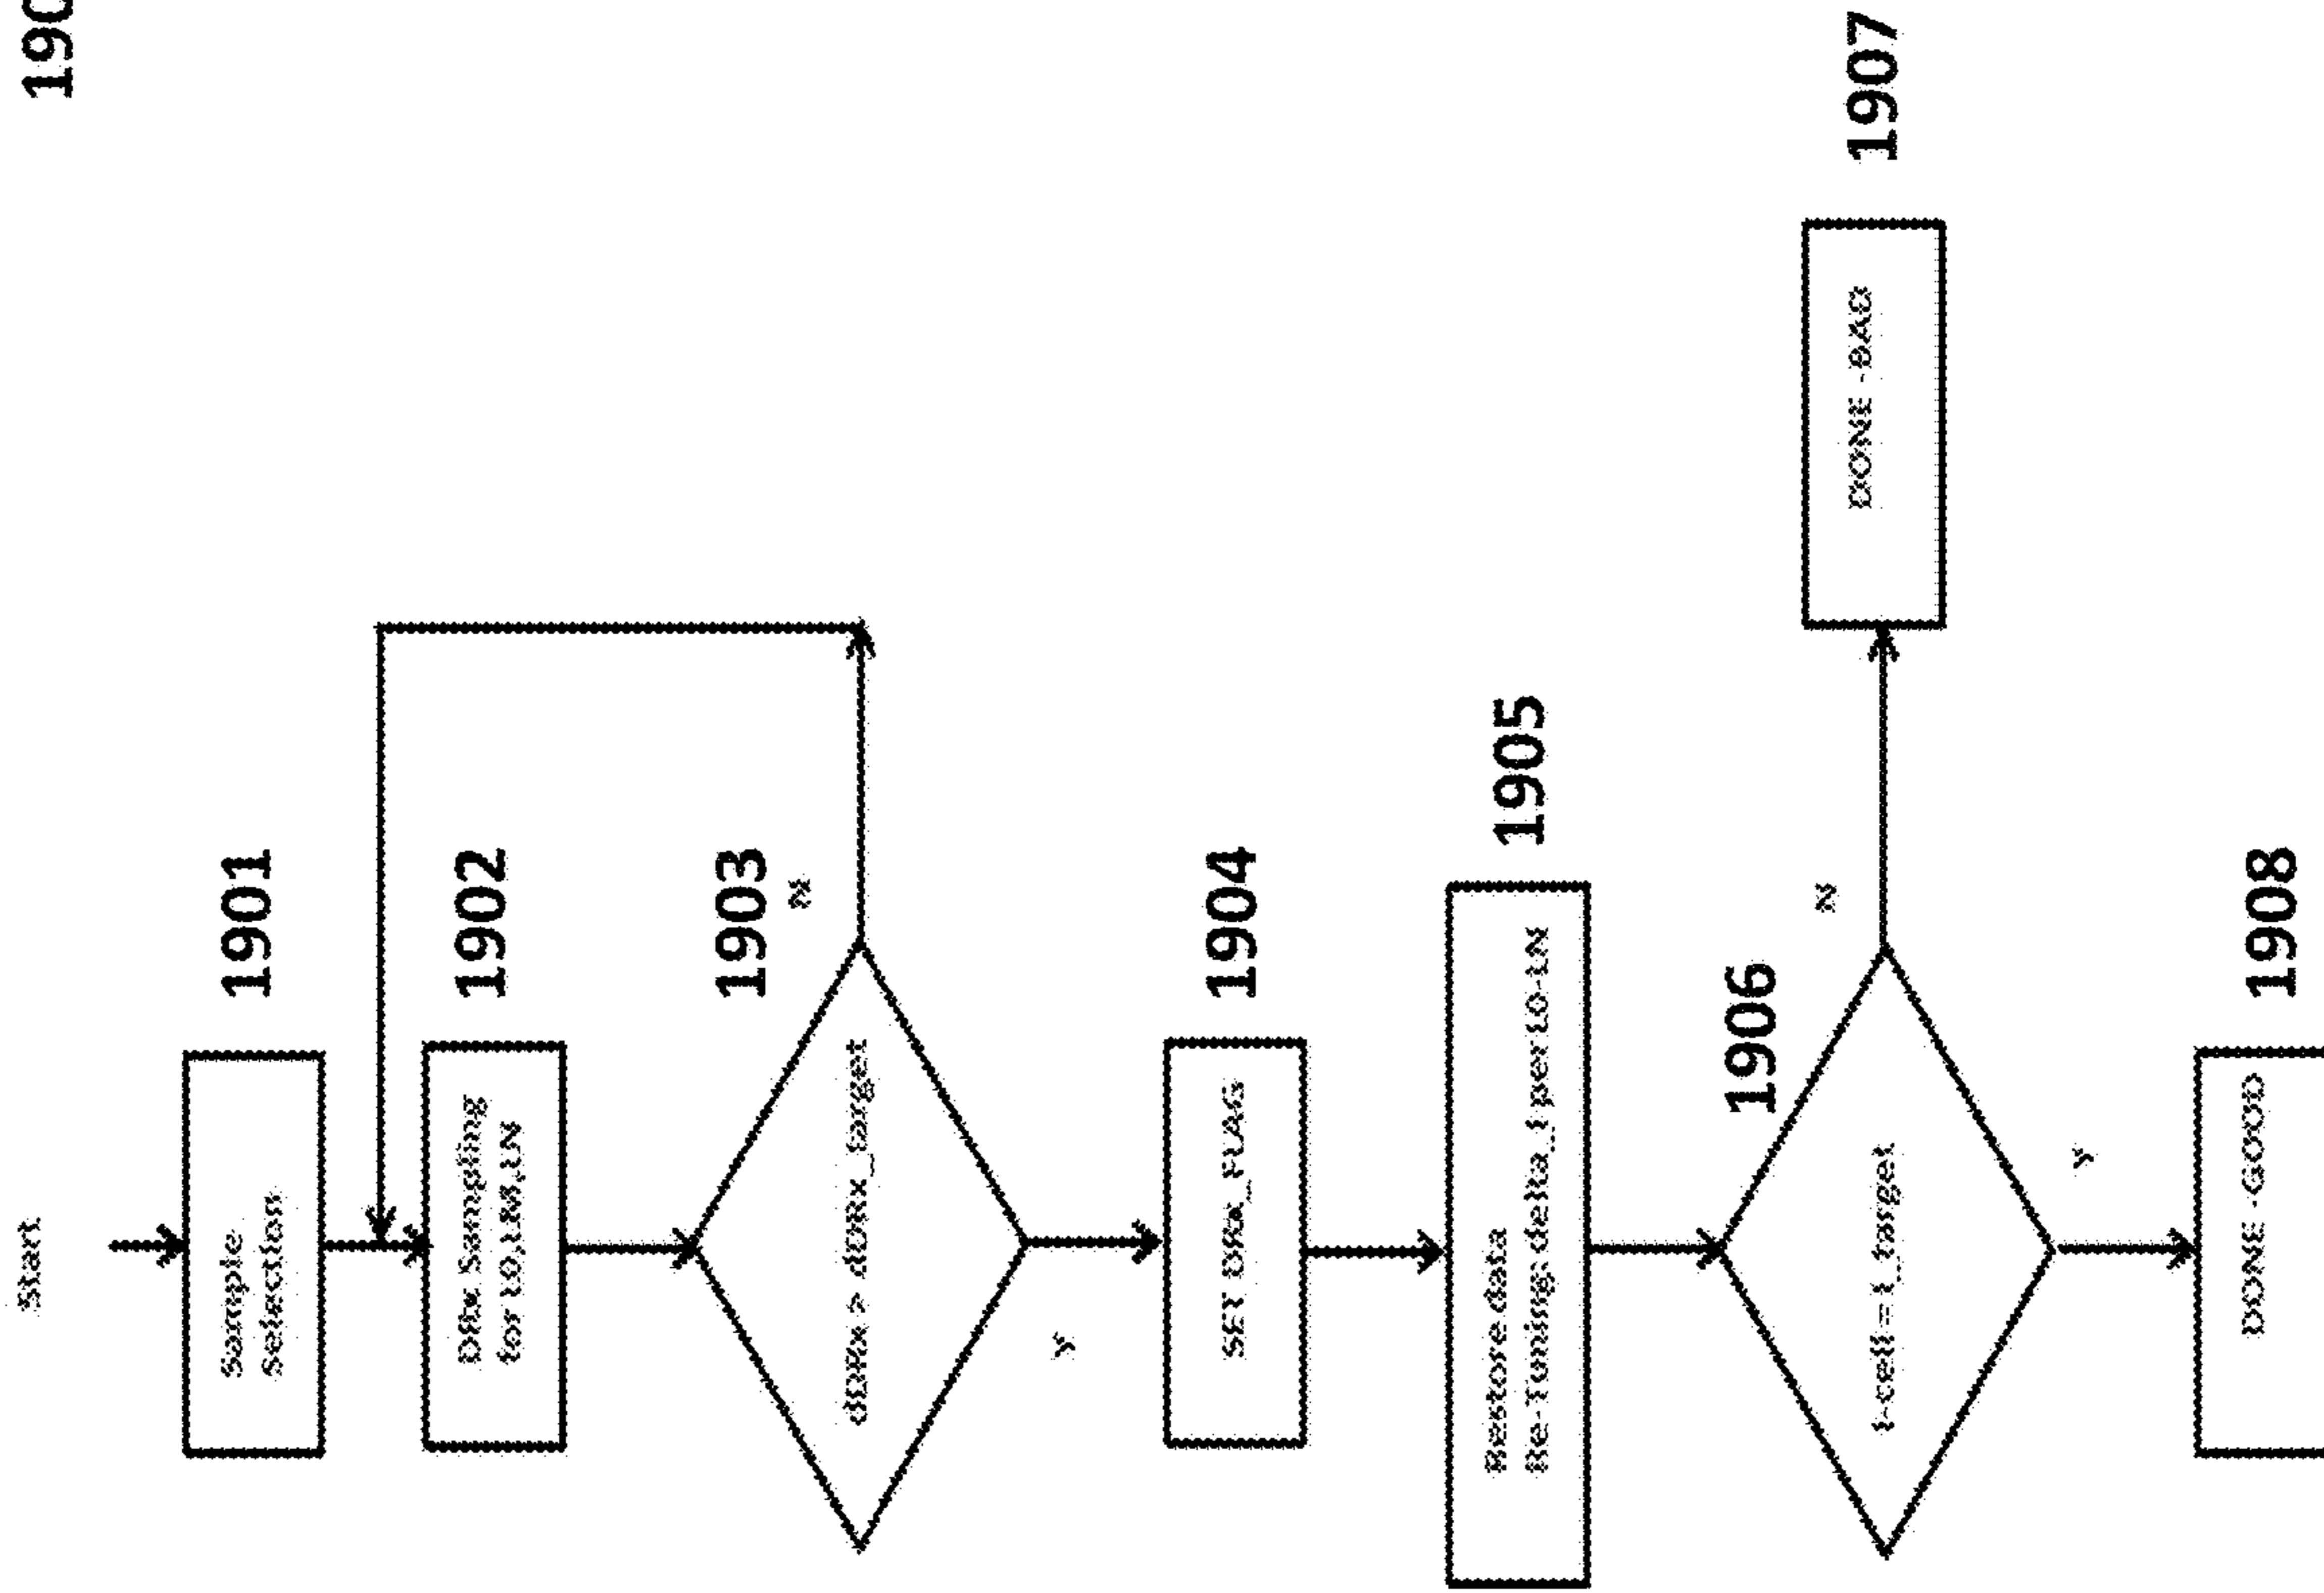 190
Start
1901
Sample
Selection
1902
DRx Sampling
for L0,LM,LN
1903
dDRx > dDRx_target
N
Y
1904
SET DRx_FLAG
1905
Restore data
Re-Tuning: delta_I per L0-LN
1906
I-cell = I_target
N
1907
DONE -BAD
Y
1908
DONE -GOOD